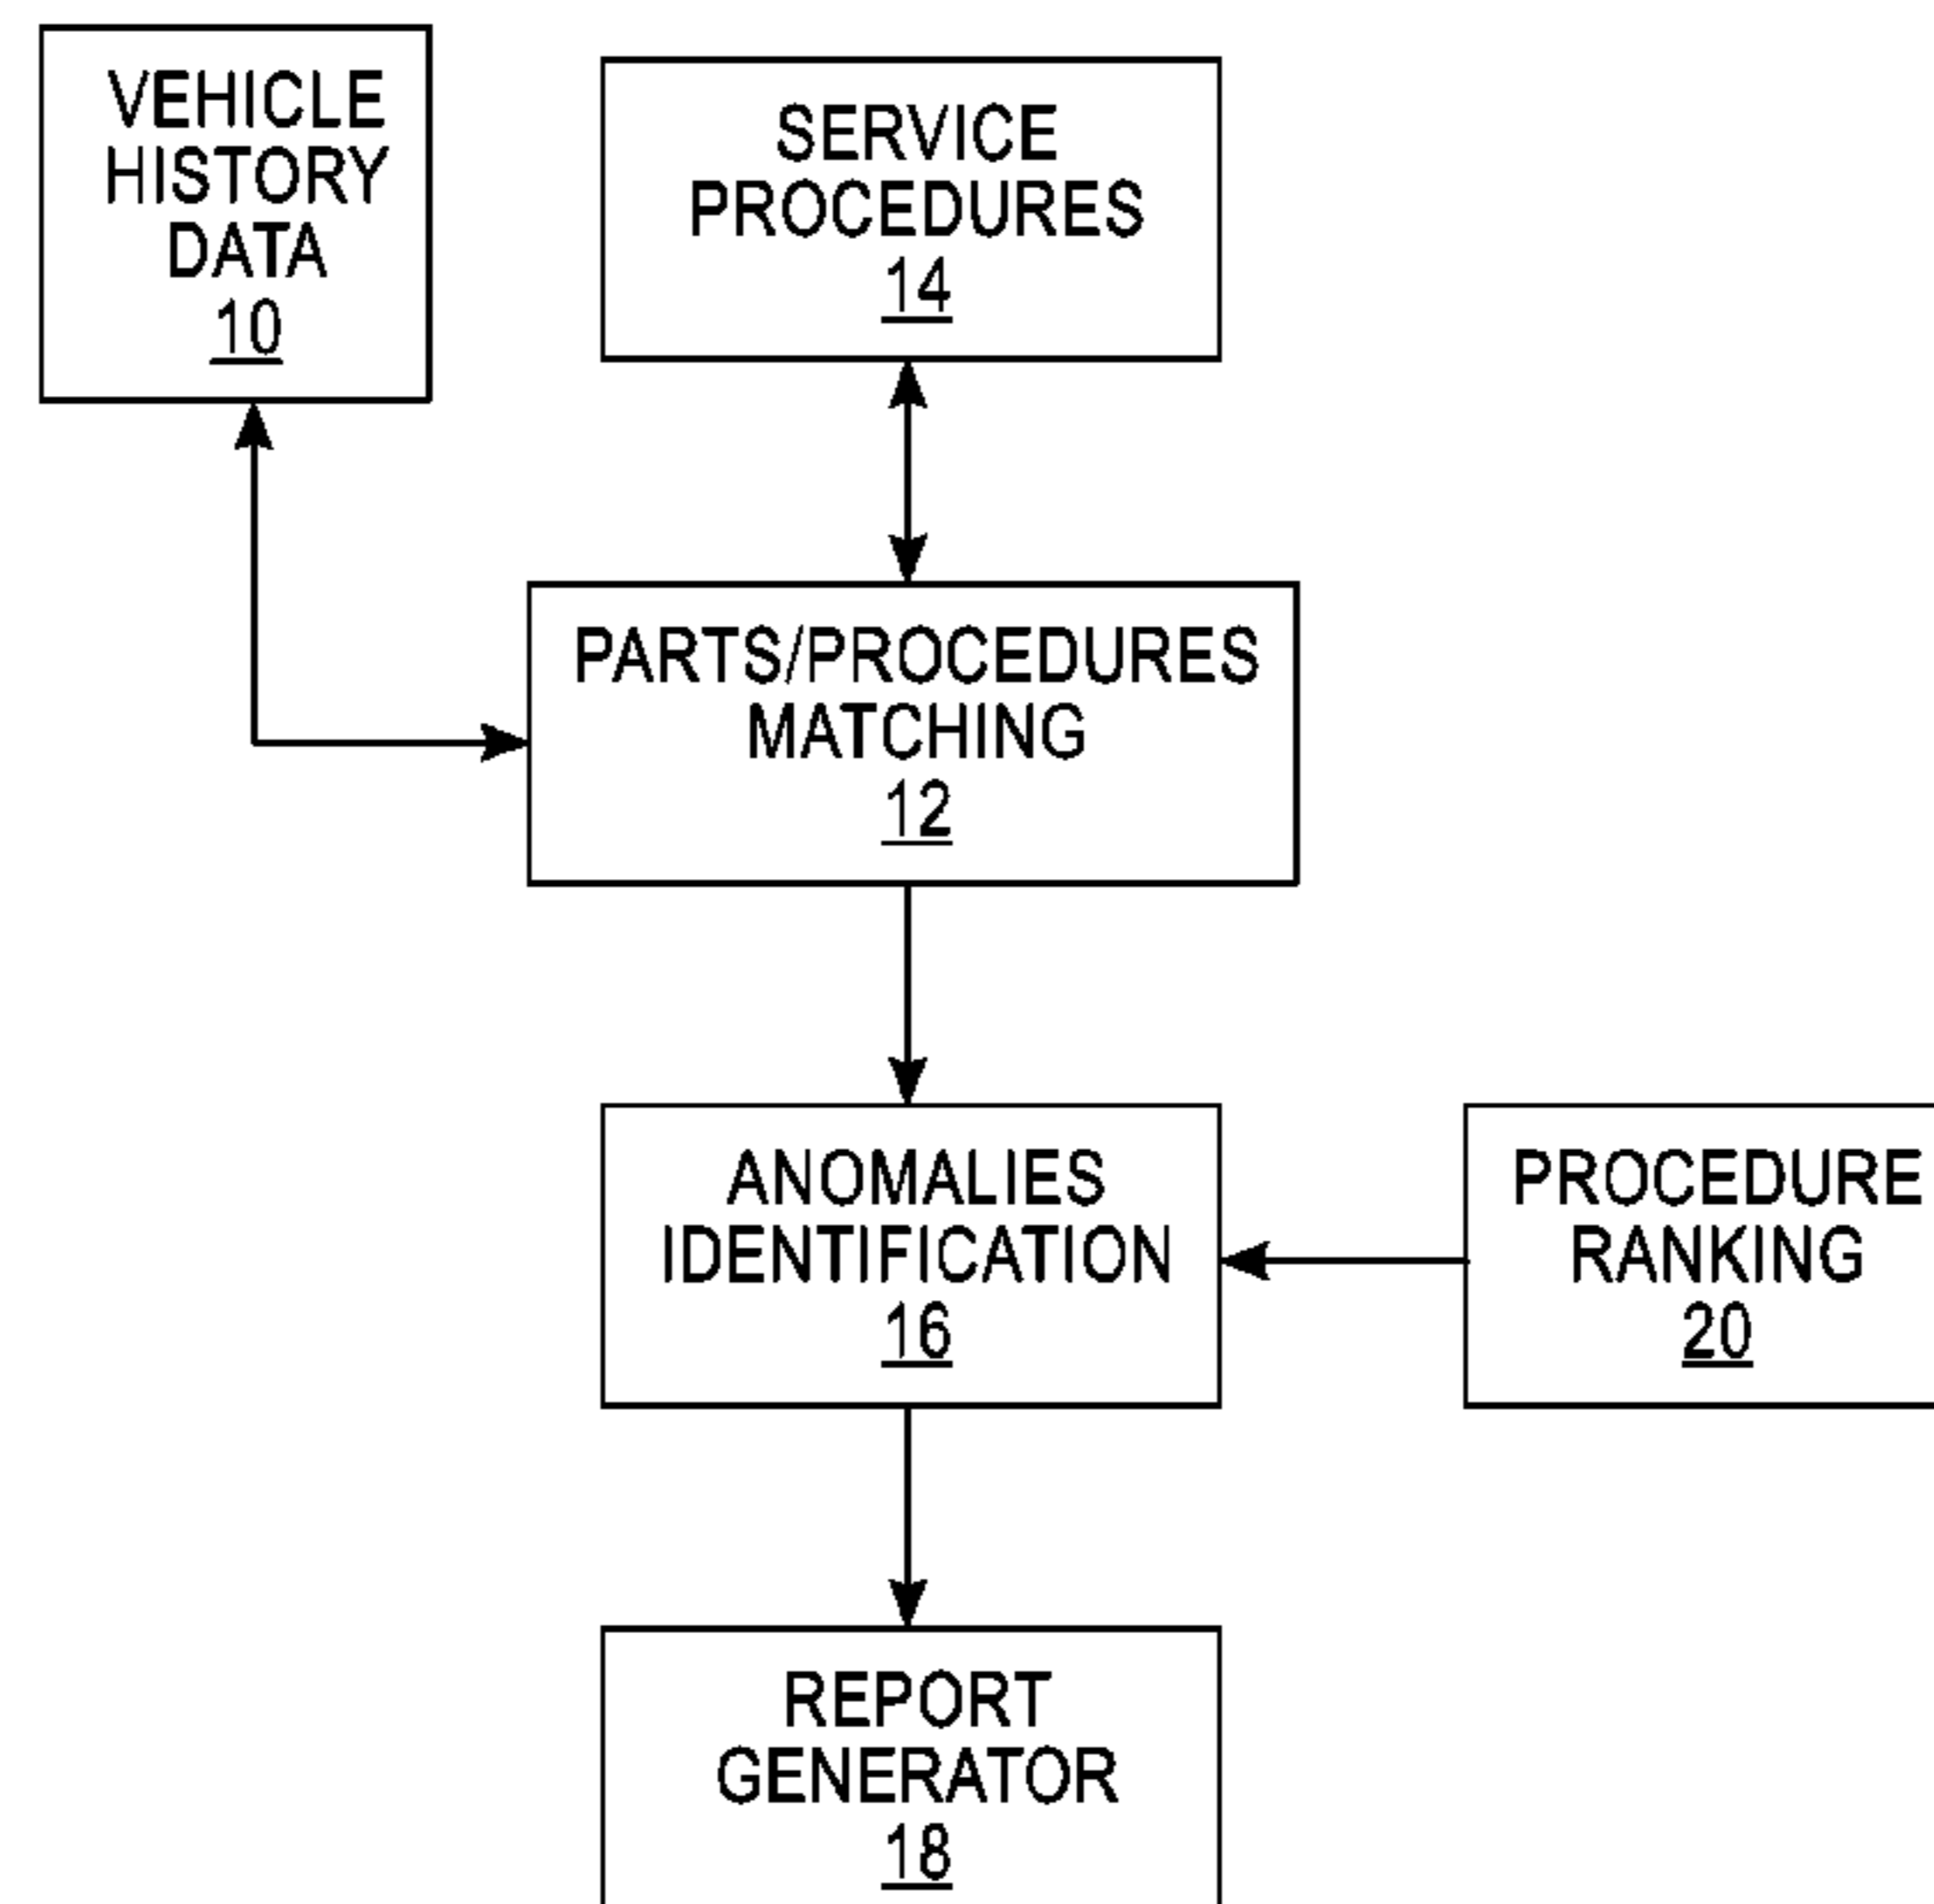 VEHICLE
HISTORY
DATA
10
SERVICE
PROCEDURES
14
PARTS/PROCEDURES
MATCHING
12
ANOMALIES
IDENTIFICATION
16
PROCEDURE
RANKING
20
REPORT
GENERATOR
18